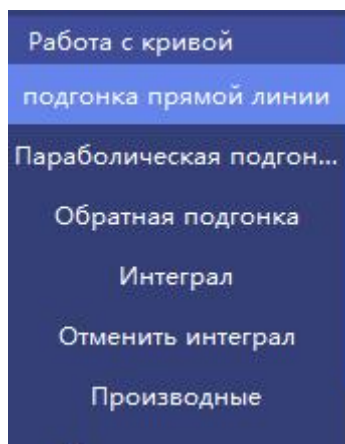 Работа с кривой
подгонка прямой линии
Параболическая подгон...
Обратная подгонка
Интеграл
Отменить интеграл
Производные